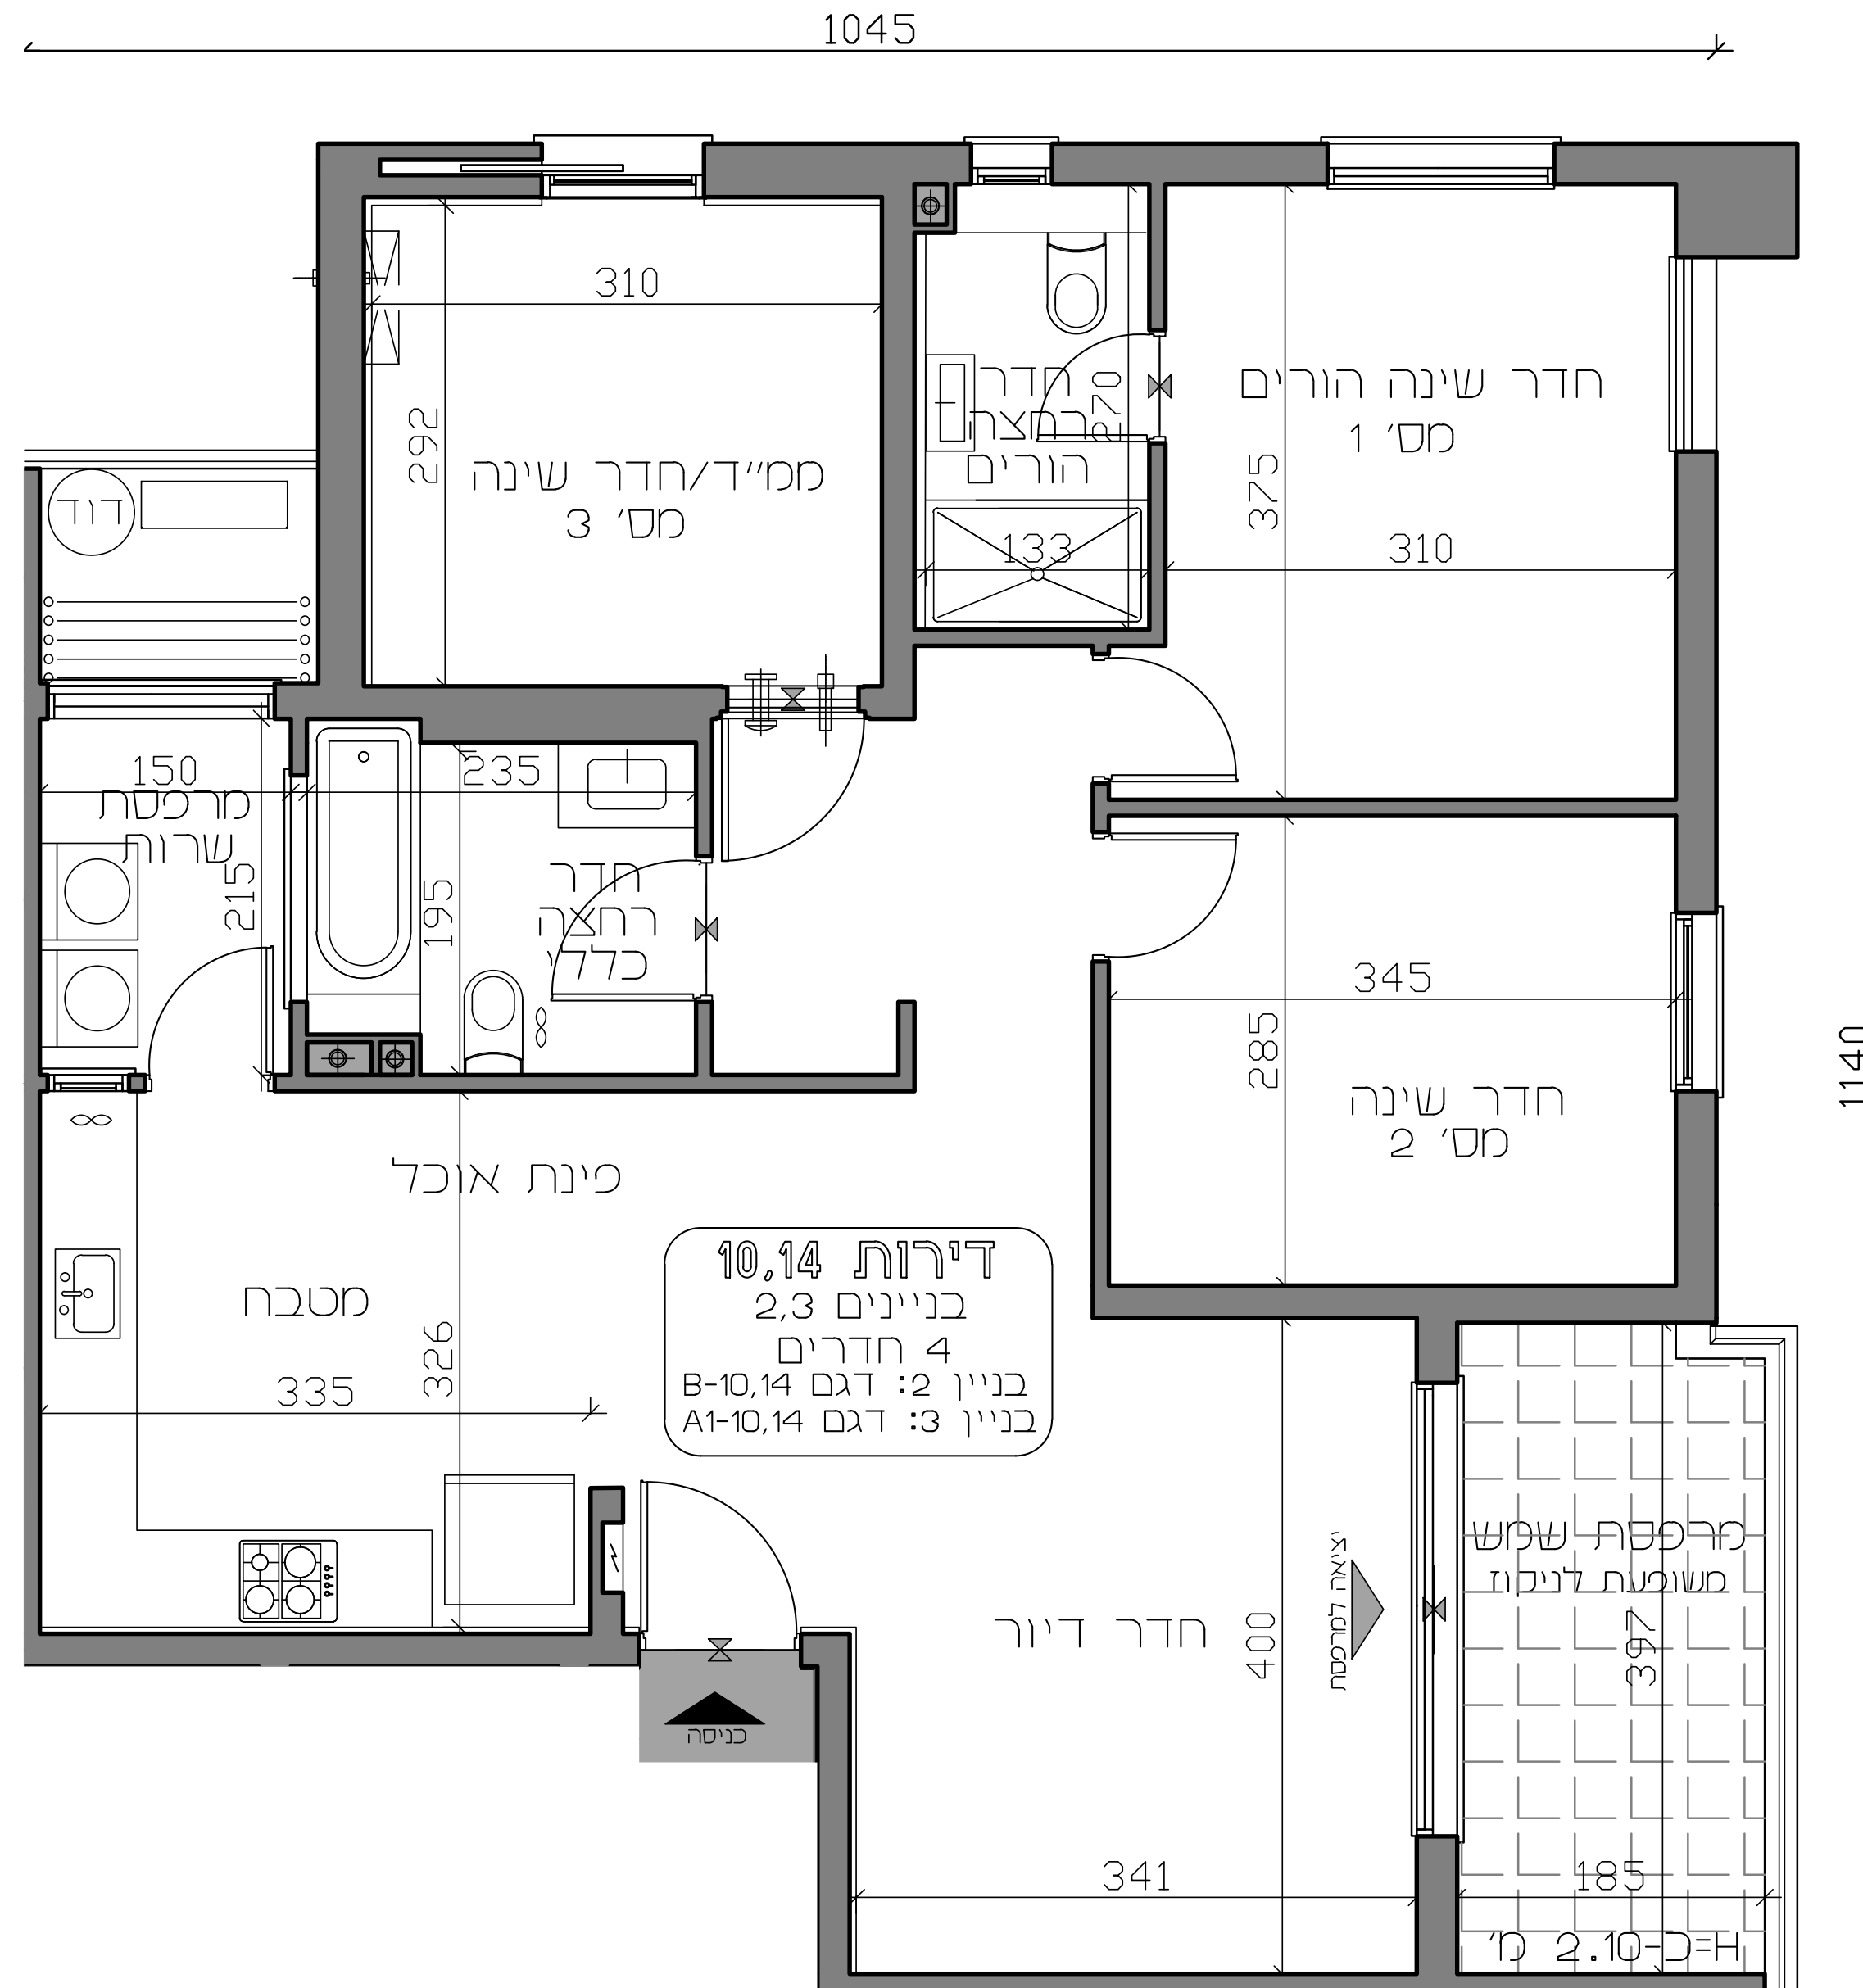 1045
310
292
ממ״ד/חדר שינה
מס׳ 3
חדר
רחצה
הורים
270
133
חדר שינה הורים
מס׳ 1
375
310
דוד
150
מרפסת
שרות
215
235
195
חדר
רחצה
כללי
345
285
חדר שינה
מס׳ 2
1140
פינת אוכל
מטבח
335
326
דירות 10,14
בניינים 2,3
4 חדרים
בניין 2: דגם B-10,14
בניין 3: דגם A1-10,14
כניסה
חדר דיור
400
341
יציאה למרפסת
מרפסת שמש
משופעת לניקוז
397
185
H=כ-2.10 מ׳